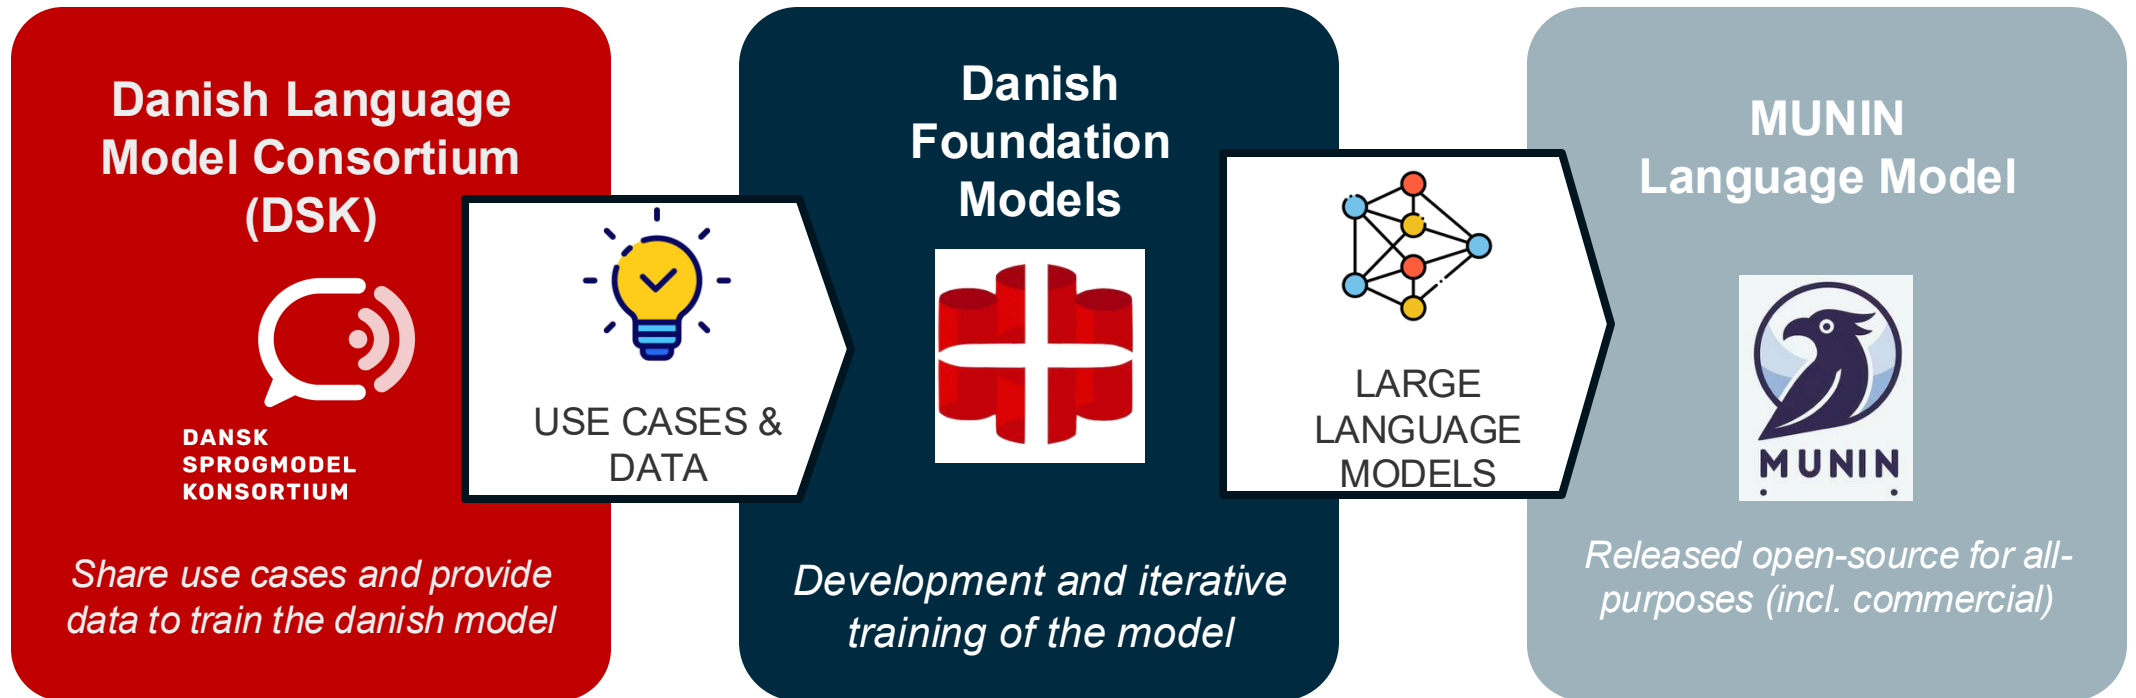 Danish Language
Model Consortium
(DSK)
DANSK
SPROGMODEL
KONSORTIUM
Share use cases and provide
data to train the danish model
USE CASES &
DATA
Danish
Foundation
Models
Development and iterative
training of the model
LARGE
LANGUAGE
MODELS
MUNIN
Language Model
MUNIN
Released open-source for all-
purposes (incl. commercial)